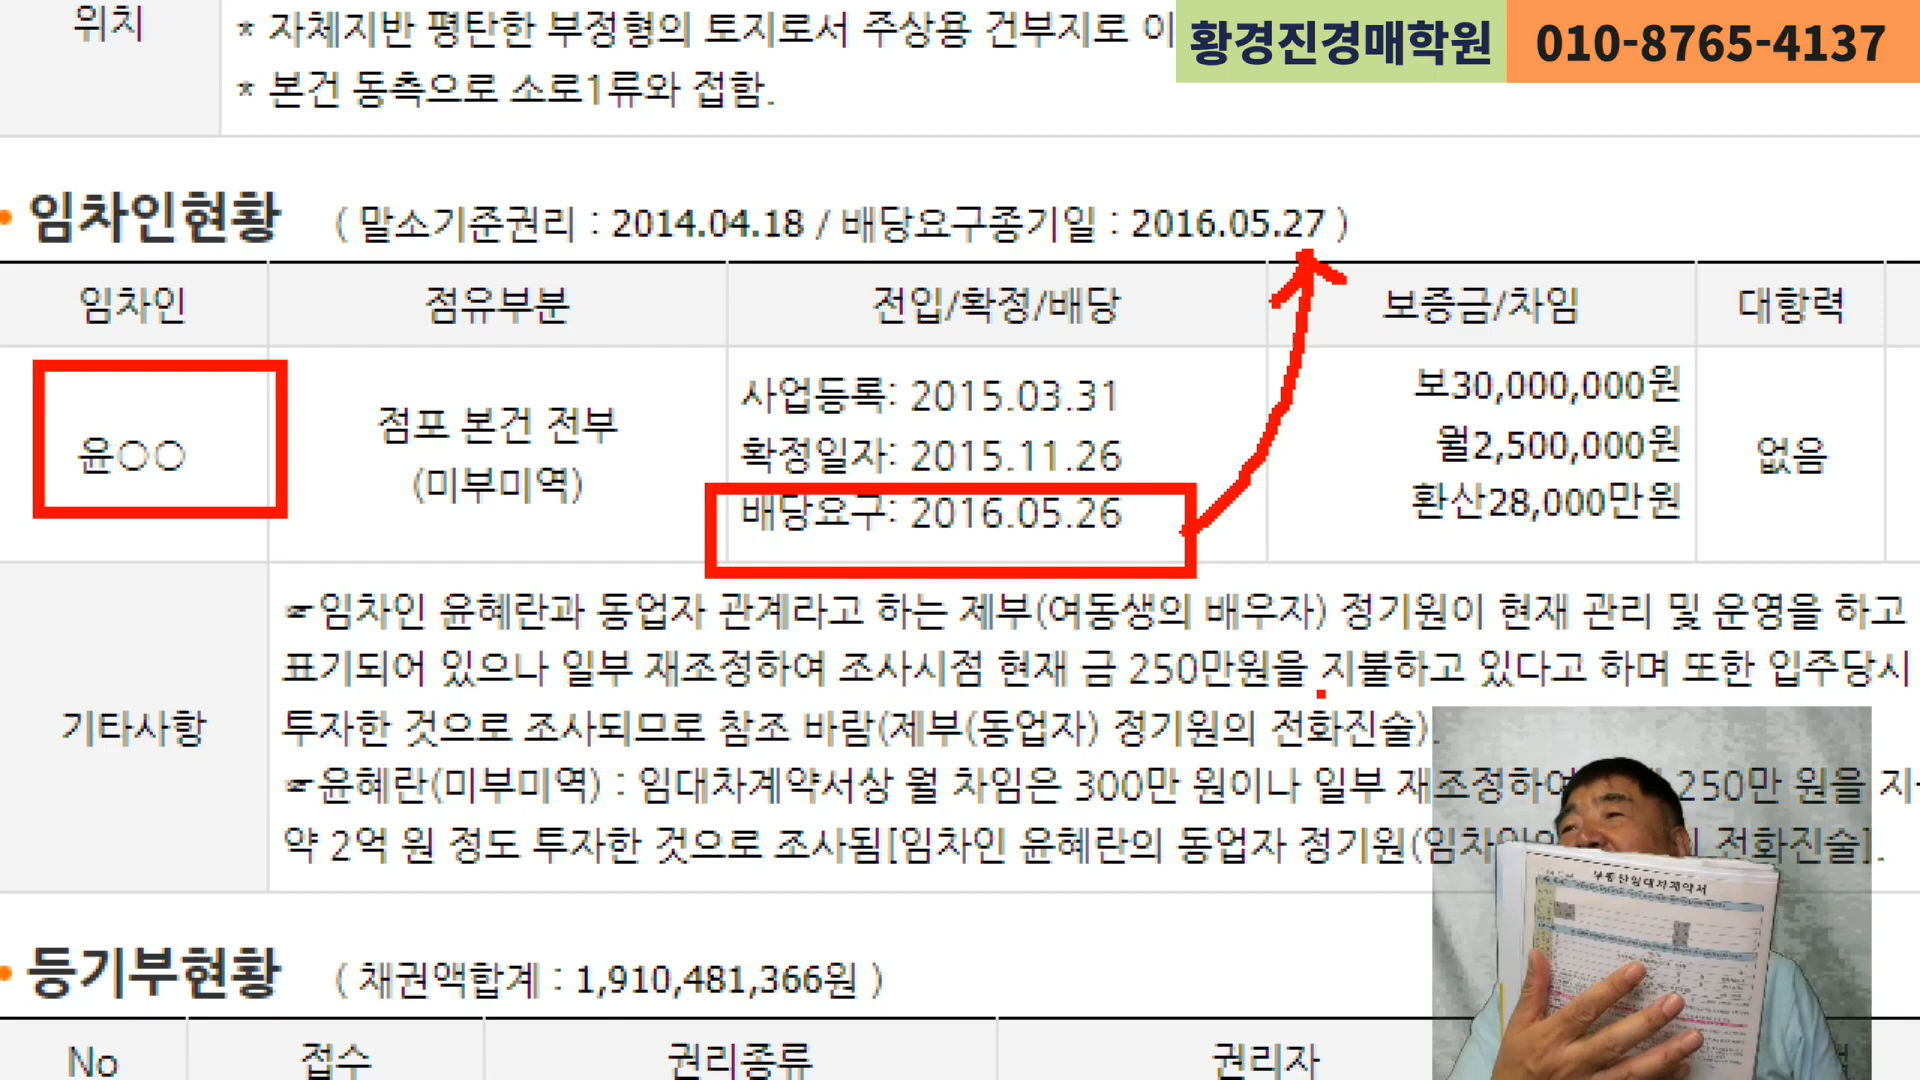 위치
* 자체지반 평탄한 부정형의 토지로서 주상용 건부지로 이
황경진경매학원
010-8765-4137
* 본건 동측으로 소로1류와 접함.
임차인현황 ( 말소기준권리 : 2014.04.18 / 배당요구종기일 : 2016.05.27 )
임차인 점유부분 전입/확정/배당 보증금/차임 대항력
윤○○
점포 본건 전부
(미부미역)
사업등록: 2015.03.31
확정일자: 2015.11.26
배당요구: 2016.05.26
보30,000,000원
월2,500,000원
환산28,000만원
없음
기타사항
☞임차인 윤혜란과 동업자 관계라고 하는 제부(여동생의 배우자) 정기원이 현재 관리 및 운영을 하고
표기되어 있으나 일부 재조정하여 조사시점 현재 금 250만원을 지불하고 있다고 하며 또한 입주당시
투자한 것으로 조사되므로 참조 바람(제부(동업자) 정기원의 전화진술).
☞윤혜란(미부미역) : 임대차계약서상 월 차임은 300만 원이나 일부 재조정하여 250만 원을 지
약 2억 원 정도 투자한 것으로 조사됨[임차인 윤혜란의 동업자 정기원(임차인의 전화진술].
부동산임대차계약서
등기부현황 ( 채권액합계 : 1,910,481,366원 )
No 접수 권리종류 권리자